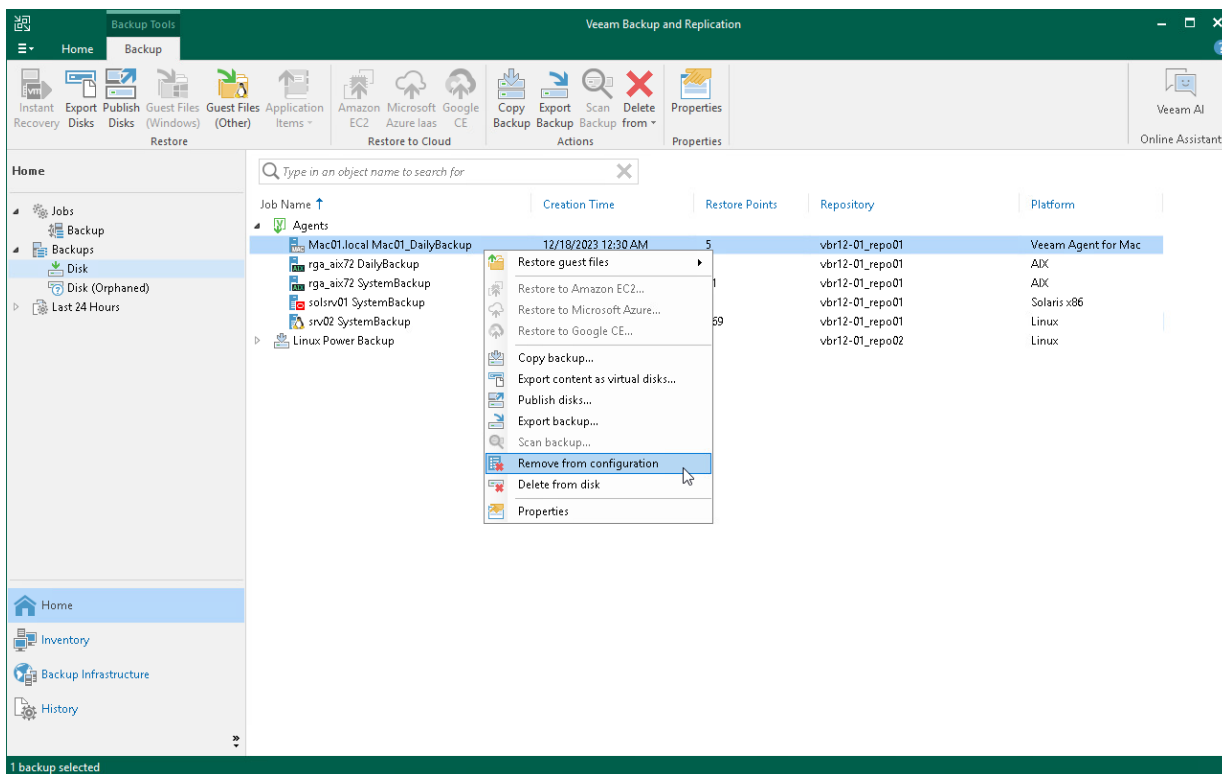 Backup Tools
Veeam Backup and Replication
Home Backup
Instant Recovery
Export Disks
Publish Disks
Guest Files (Windows)
Guest Files (Other)
Application Items
Amazon EC2
Microsoft Azure Iaas
Google CE
Copy Backup
Export Backup
Scan Backup
Delete from
Properties
Veeam AI
Restore
Restore to Cloud
Actions
Properties
Online Assistant
Home
Type in an object name to search for
Jobs
Backup
Backups
Disk
Disk (Orphaned)
Last 24 Hours
Job Name ↑ Creation Time Restore Points Repository Platform
Agents
Mac01.local Mac01_DailyBackup 12/18/2023 12:30 AM 5 vbr12-01_repo01 Veeam Agent for Mac
rga_aix72 DailyBackup vbr12-01_repo01 AIX
rga_aix72 SystemBackup 1 vbr12-01_repo01 AIX
solsrv01 SystemBackup vbr12-01_repo01 Solaris x86
srv02 SystemBackup 69 vbr12-01_repo01 Linux
Linux Power Backup vbr12-01_repo02 Linux
Restore guest files
Restore to Amazon EC2...
Restore to Microsoft Azure...
Restore to Google CE...
Copy backup...
Export content as virtual disks...
Publish disks...
Export backup...
Scan backup...
Remove from configuration
Delete from disk
Properties
Home
Inventory
Backup Infrastructure
History
1 backup selected